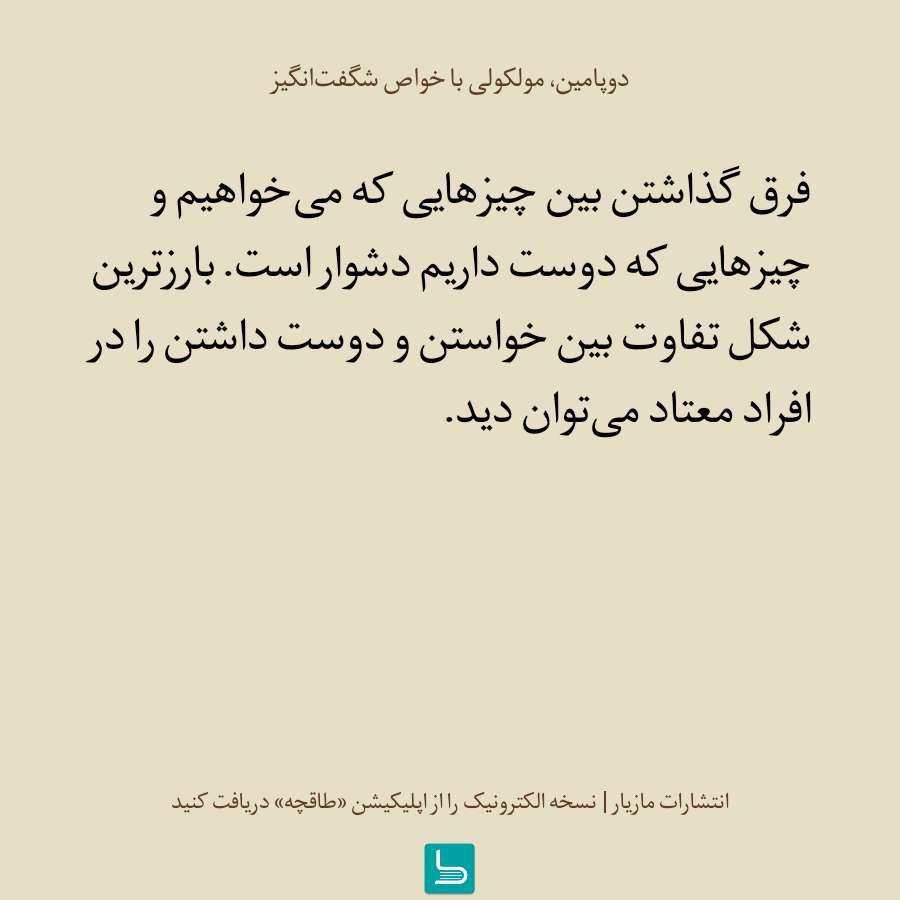 دوپامین، مولکولی با خواص شگفت‌انگیز
فرق گذاشتن بین چیزهایی که می‌خواهیم و
چیزهایی که دوست داریم دشوار است. بارزترین
شکل تفاوت بین خواستن و دوست داشتن را در
افراد معتاد می‌توان دید.
انتشارات مازیار | نسخه الکترونیک را از اپلیکیشن «طاقچه» دریافت کنید